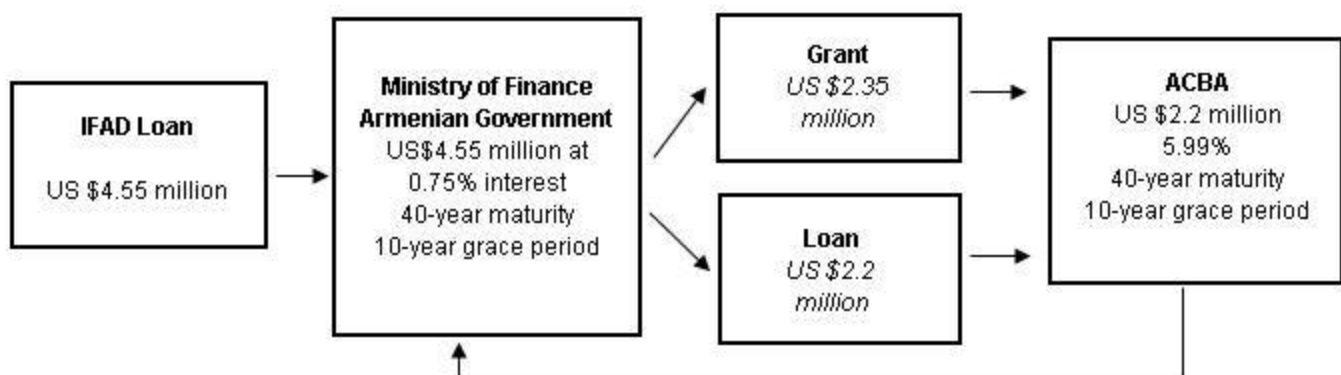 IFAD Loan
US $4.55 million
Ministry of Finance
Armenian Government
US$4.55 million at
0.75% interest
40-year maturity
10-year grace period
Grant
US $2.35
million
Loan
US $2.2
million
ACBA
US $2.2 million
5.99%
40-year maturity
10-year grace period